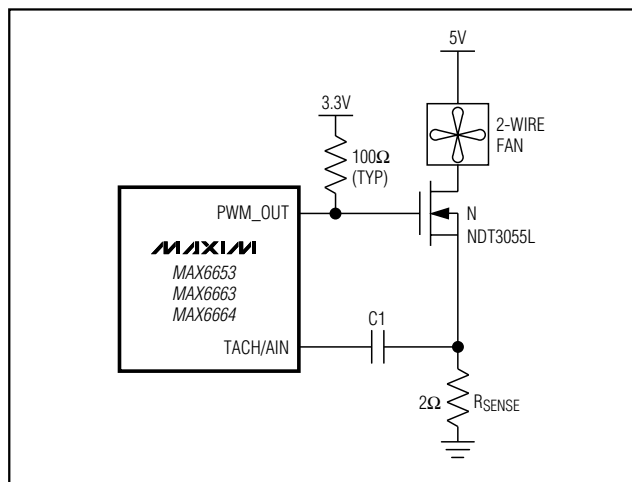 5V
3.3V
2-WIRE
FAN
100Ω
(TYP)
PWM_OUT
N
NDT3055L
MAXIM
MAX6653
MAX6663
MAX6664
C1
TACH/AIN
2Ω
RSENSE